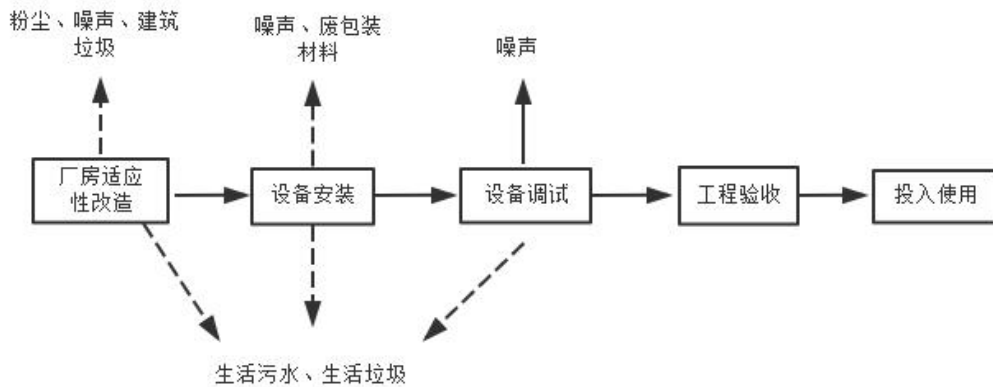 粉尘、噪声、建筑
垃圾
噪声、废包装
材料
噪声
厂房适应
性改造
设备安装
设备调试
工程验收
投入使用
生活污水、生活垃圾